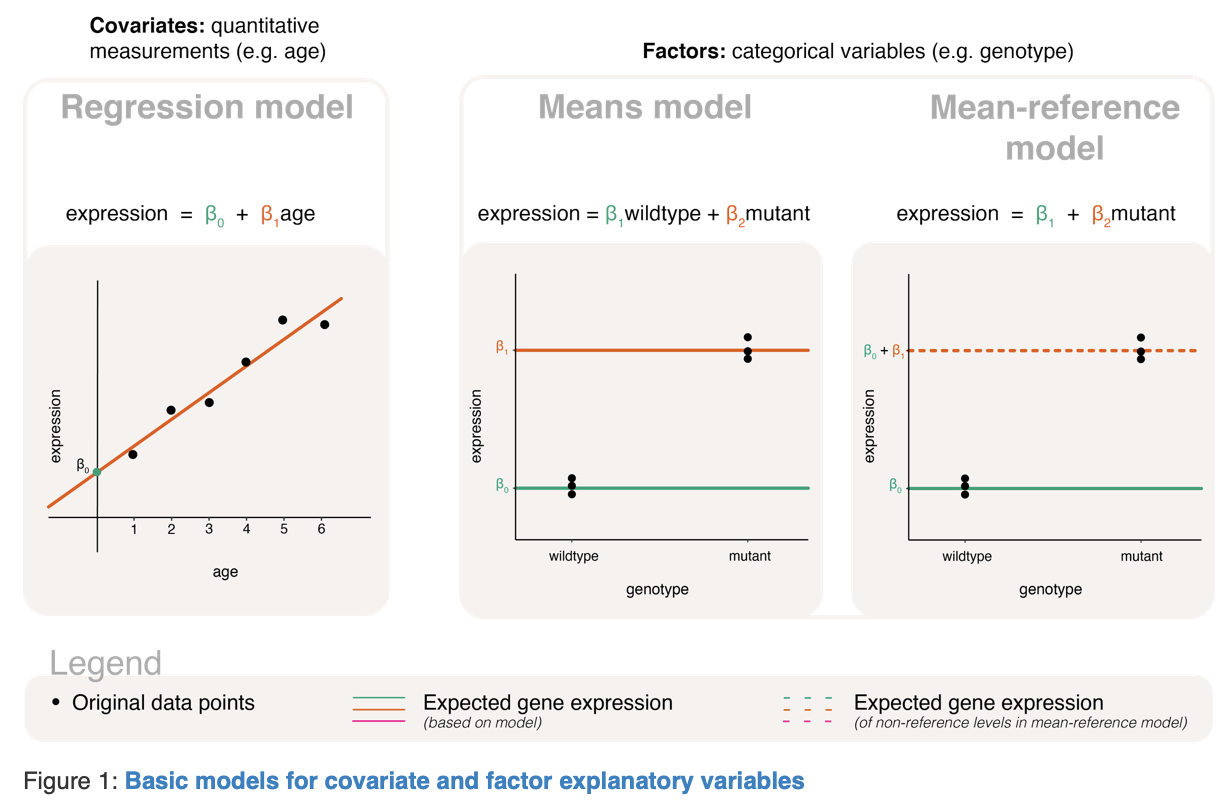 Covariates: quantitative
measurements (e.g. age)
Factors: categorical variables (e.g. genotype)
Regression model
expression = β₀ + β₁age
expression
β₀
1 2 3 4 5 6
age
Means model
expression = β₁wildtype + β₂mutant
expression
β₁
β₀
wildtype mutant
genotype
Mean-reference
model
expression = β₁ + β₂mutant
expression
β₀ + β₁
β₀
wildtype mutant
genotype
Legend
• Original data points
Expected gene expression
(based on model)
Expected gene expression
(of non-reference levels in mean-reference model)
Figure 1: Basic models for covariate and factor explanatory variables